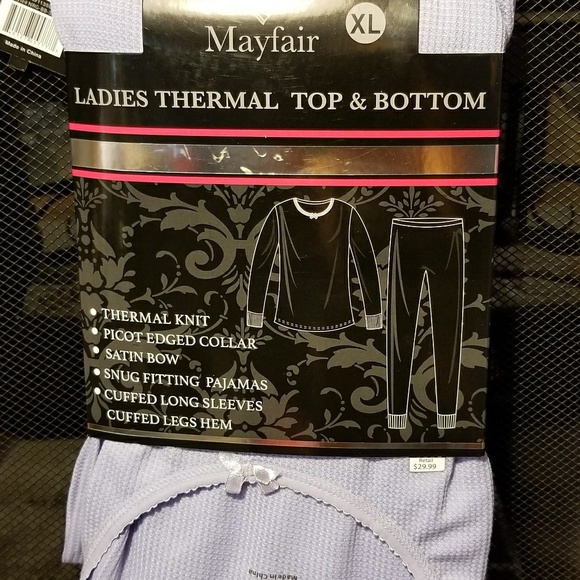 Made in China
Mayfair
XL
LADIES THERMAL TOP & BOTTOM
THERMAL KNIT
PICOT EDGED COLLAR
SATIN BOW
SNUG FITTING PAJAMAS
CUFFED LONG SLEEVES
CUFFED LEGS HEM
Retail
$29.99
Made in China